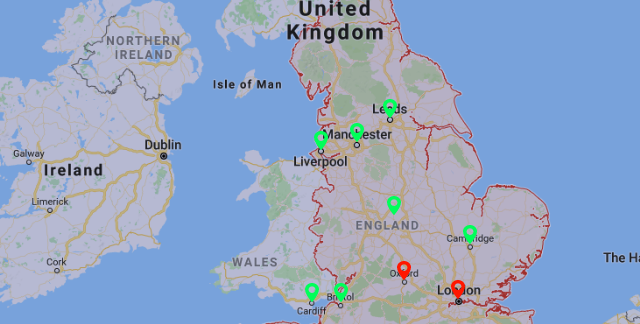 United
Kingdom
NORTHERN
IRELAND
Isle of Man
Leeds
Manchester
Liverpool
Dublin
Galway
Ireland
Limerick
Cork
ENGLAND
Cambridge
WALES
Oxford
London
Bristol
Cardiff
The Ha